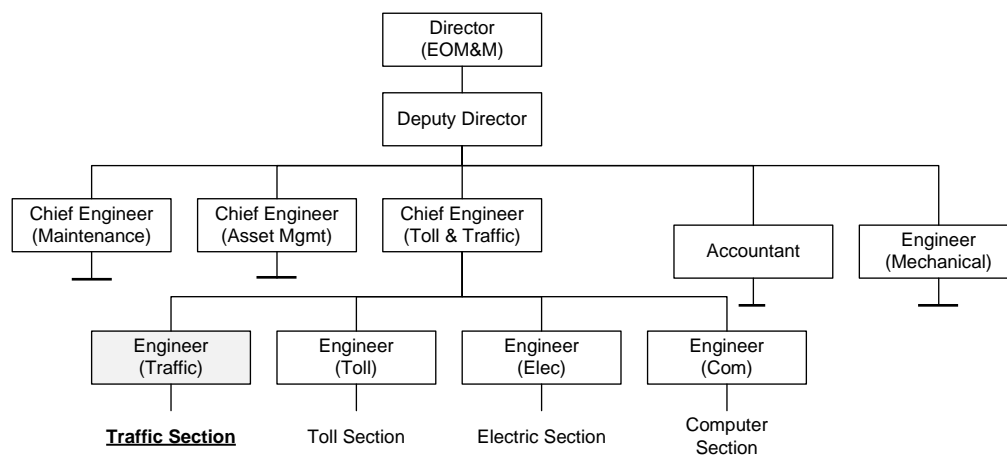 Director
(EOM&M)
Deputy Director
Chief Engineer
(Maintenance)
Chief Engineer
(Asset Mgmt)
Chief Engineer
(Toll & Traffic)
Accountant
Engineer
(Mechanical)
Engineer
(Traffic)
Engineer
(Toll)
Engineer
(Elec)
Engineer
(Com)
Traffic Section
Toll Section
Electric Section
Computer
Section